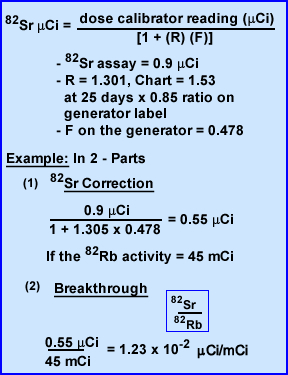 ⁸²Sr μCi = dose calibrator reading (μCi)
[1 + (R) (F)]
- ⁸²Sr assay = 0.9 μCi
- R = 1.301, Chart = 1.53
at 25 days x 0.85 ratio on
generator label
- F on the generator = 0.478
Example: In 2 - Parts
(1) ⁸²Sr Correction
0.9 μCi
1 + 1.305 x 0.478
= 0.55 μCi
If the ⁸²Rb activity = 45 mCi
(2) Breakthrough
⁸²Sr
⁸²Rb
0.55 μCi
45 mCi
= 1.23 x 10⁻² μCi/mCi